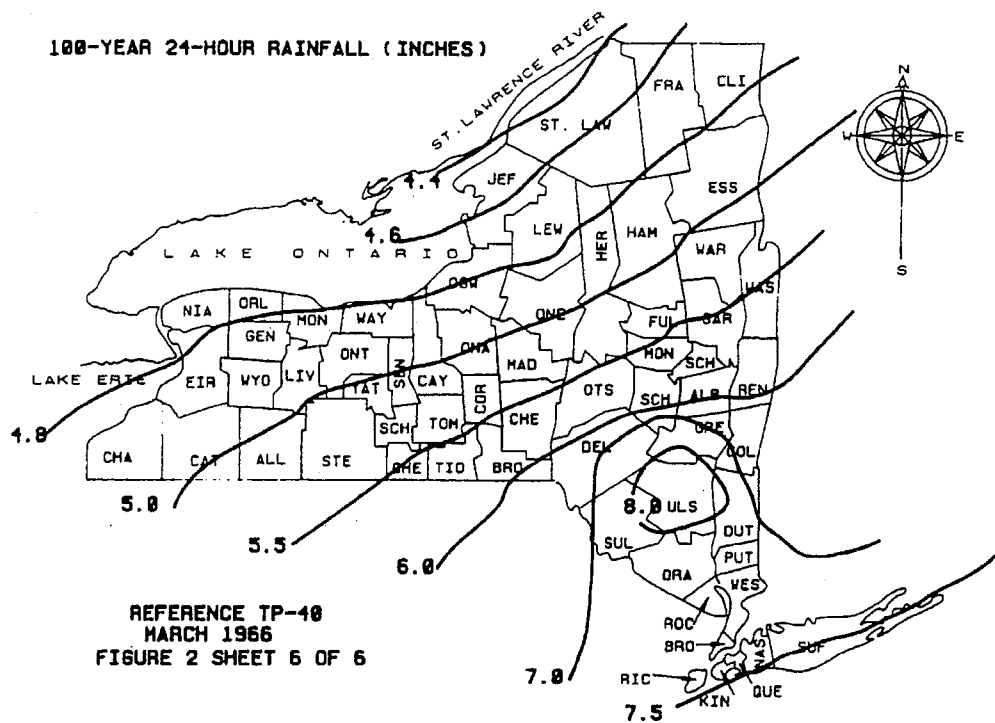 100-YEAR 24-HOUR RAINFALL (INCHES)
ST. LAWRENCE RIVER
N
W
E
S
FRA
CLI
ST. LAW
4.4
JEF
ESS
4.6
LEW
HER
HAM
WAR
LAKE ONTARIO
OSW
WAS
NIA
ORL
MON
WAY
ONE
FUL
SAR
GEN
ONT
ONA
MAD
MON
SCH
LAKE ERIE
EIR
WYO
LIV
YAT
SEN
CAY
COR
OTS
SCH
ALB
REN
4.8
SCH
TOM
CHE
GRE
CHA
CAT
ALL
STE
CHE
TIO
BRO
DEL
COL
5.0
8.0
ULS
5.5
SUL
DUT
6.0
PUT
ORA
WES
REFERENCE TP-40
MARCH 1966
FIGURE 2 SHEET 6 OF 6
ROC
BRO
NAS
SUF
7.0
RIC
KIN
QUE
7.5